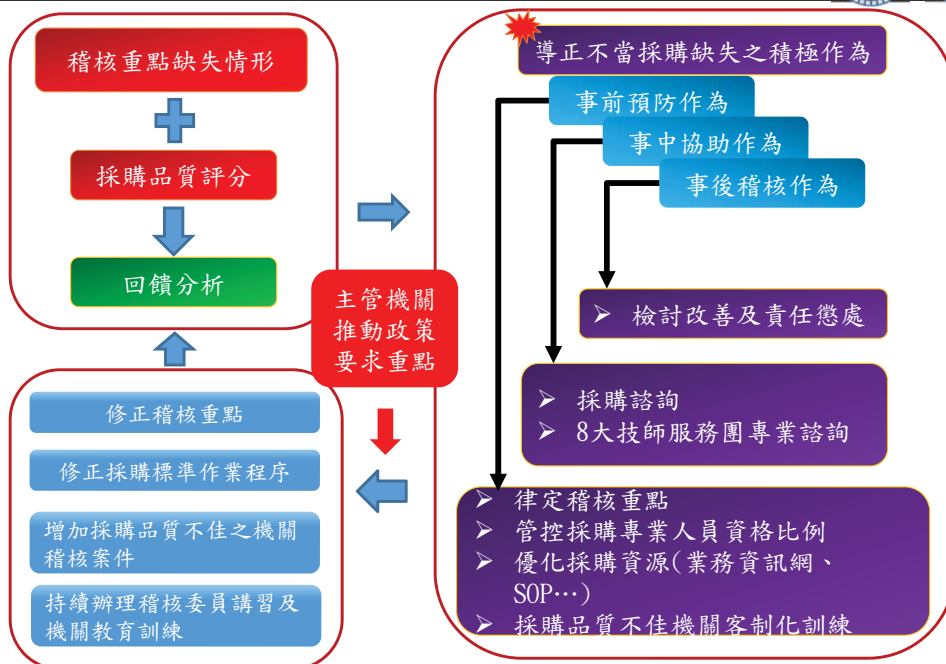 稽核重點缺失情形
採購品質評分
回饋分析
導正不當採購缺失之積極作為
事前預防作為
事中協助作為
事後稽核作為
➢ 檢討改善及責任懲處
➢ 採購諮詢
➢ 8大技師服務團專業諮詢
➢ 律定稽核重點
➢ 管控採購專業人員資格比例
➢ 優化採購資源(業務資訊網、
SOP…)
➢ 採購品質不佳機關客制化訓練
主管機關
推動政策
要求重點
修正稽核重點
修正採購標準作業程序
增加採購品質不佳之機關
稽核案件
持續辦理稽核委員講習及
機關教育訓練